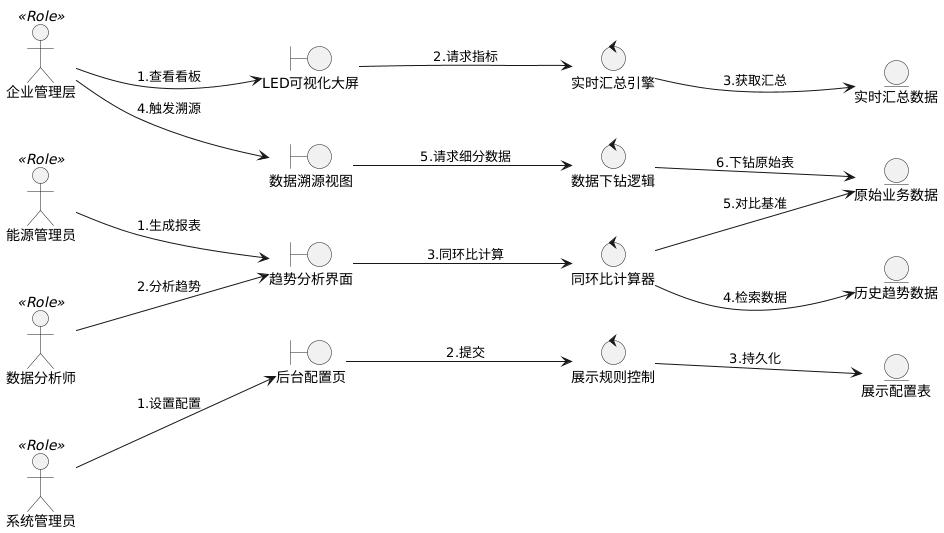 «Role»
企业管理层
1.查看看板
LED可视化大屏
2.请求指标
实时汇总引擎
3.获取汇总
实时汇总数据
4.触发溯源
数据溯源视图
5.请求细分数据
数据下钻逻辑
6.下钻原始表
原始业务数据
«Role»
能源管理员
1.生成报表
趋势分析界面
3.同环比计算
同环比计算器
5.对比基准
4.检索数据
历史趋势数据
«Role»
数据分析师
2.分析趋势
后台配置页
2.提交
展示规则控制
3.持久化
展示配置表
1.设置配置
«Role»
系统管理员